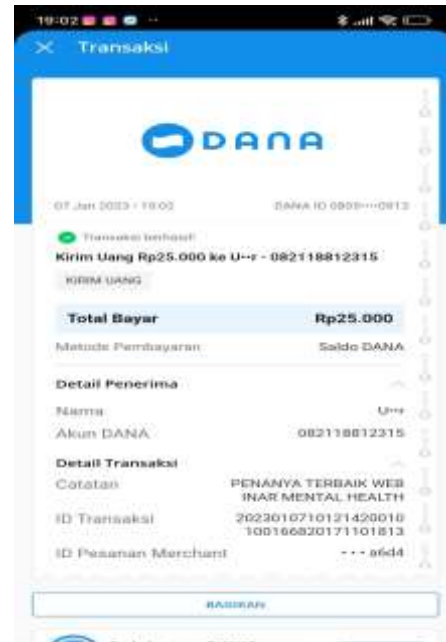 19:02
Transaksi
DANA
07 Jan 2023 • 19:02
DANA ID 0895••••0813
Transaksi berhasil!
Kirim Uang Rp25.000 ke U••r - 082118812315
KIRIM UANG
Total Bayar Rp25.000
Metode Pembayaran Saldo DANA
Detail Penerima
Nama U••r
Akun DANA 082118812315
Detail Transaksi
Catatan PENANYA TERBAIK WEB
INAR MENTAL HEALTH
ID Transaksi 2023010710121420010
100166820171101813
ID Pesanan Merchant ••• a6d4
BAGIKAN